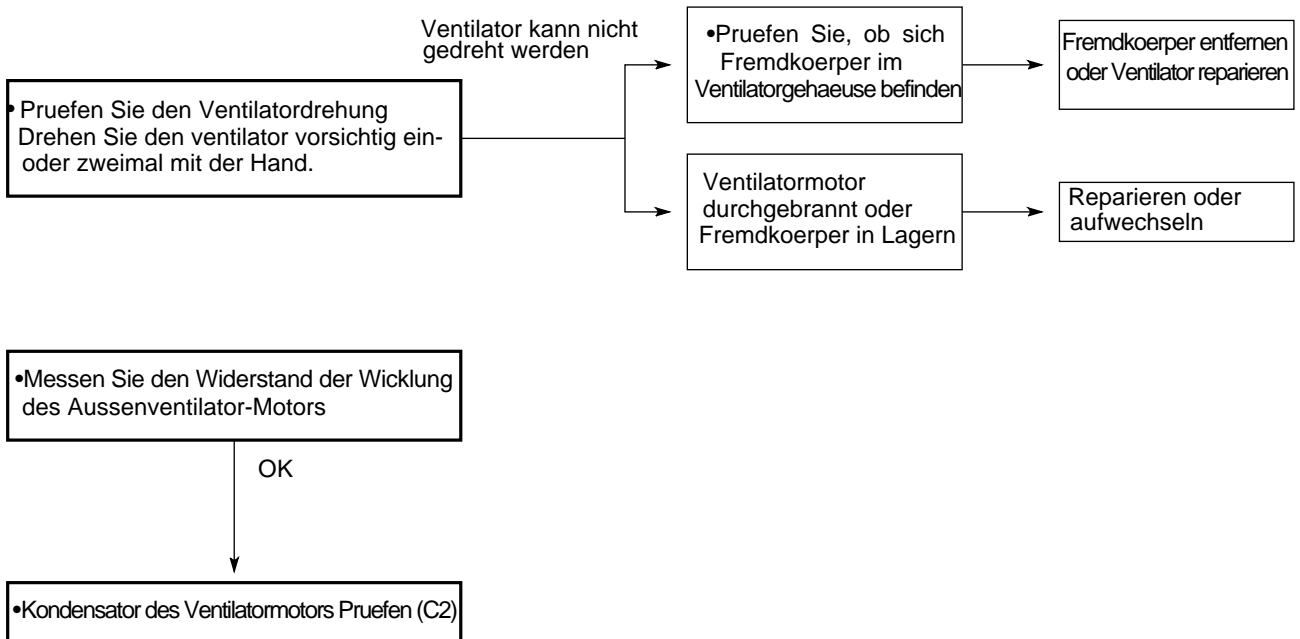 Ventilator kann nicht
gedreht werden
•Pruefen Sie, ob sich
Fremdkoerper im
Ventilatorgehaeuse befinden
Fremdkoerper entfernen
oder Ventilator reparieren
• Pruefen Sie den Ventilatordrehung
Drehen Sie den ventilator vorsichtig ein-
oder zweimal mit der Hand.
Ventilatormotor
durchgebrannt oder
Fremdkoerper in Lagern
Reparieren oder
aufwechseln
•Messen Sie den Widerstand der Wicklung
des Aussenventilator-Motors
OK
•Kondensator des Ventilatormotors Pruefen (C2)